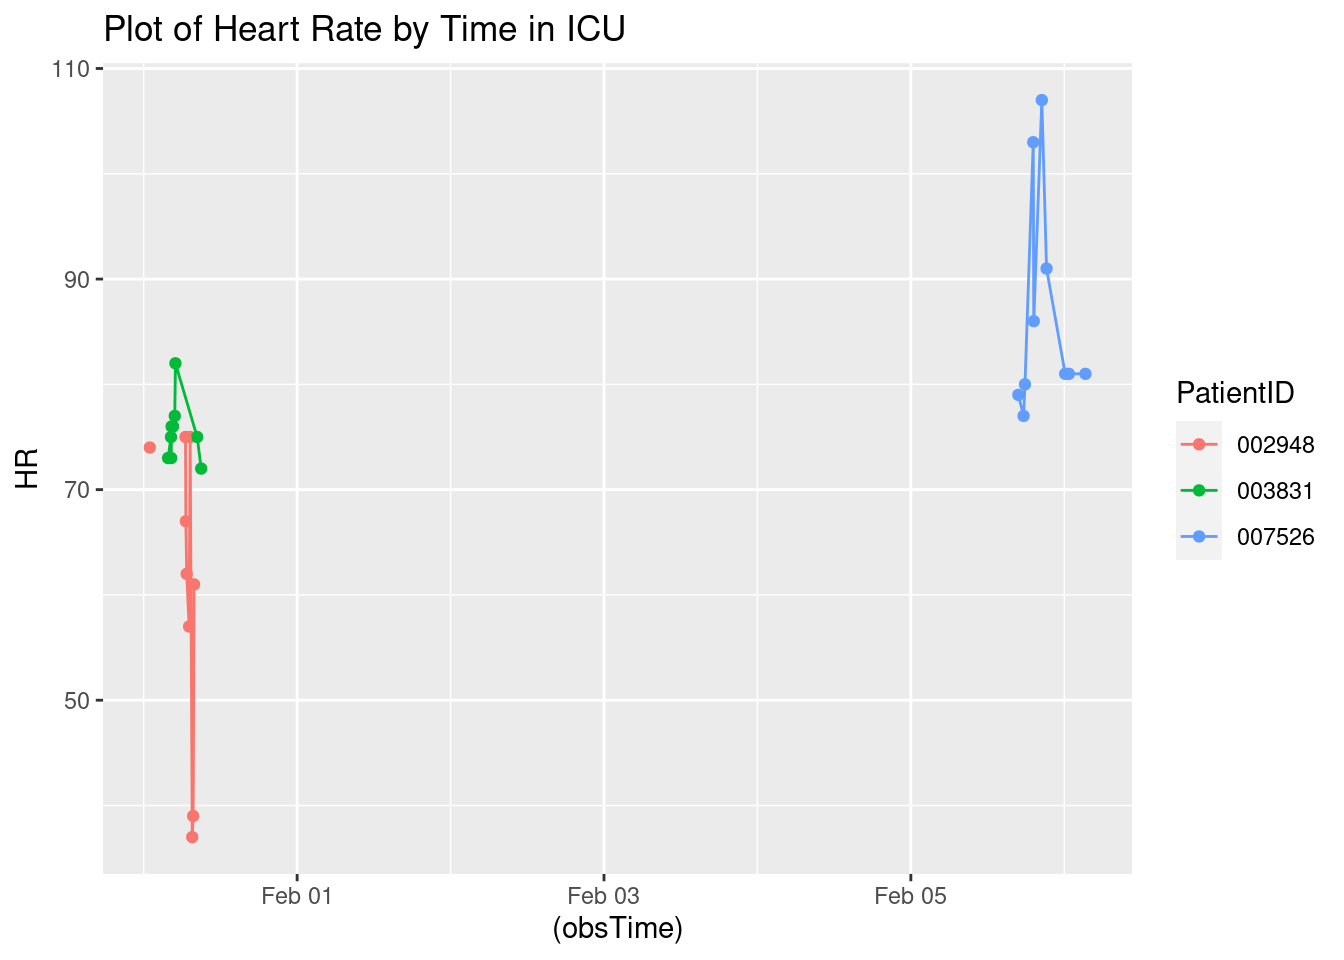 Plot of Heart Rate by Time in ICU
110
90
70
50
HR
Feb 01
Feb 03
Feb 05
(obsTime)
PatientID
002948
003831
007526